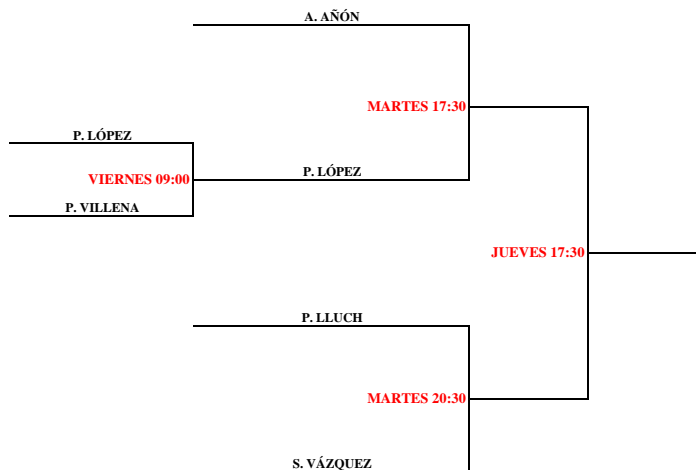 A. AÑÓN
MARTES 17:30
P. LÓPEZ
VIERNES 09:00
P. LÓPEZ
P. VILLENA
JUEVES 17:30
P. LLUCH
MARTES 20:30
S. VÁZQUEZ